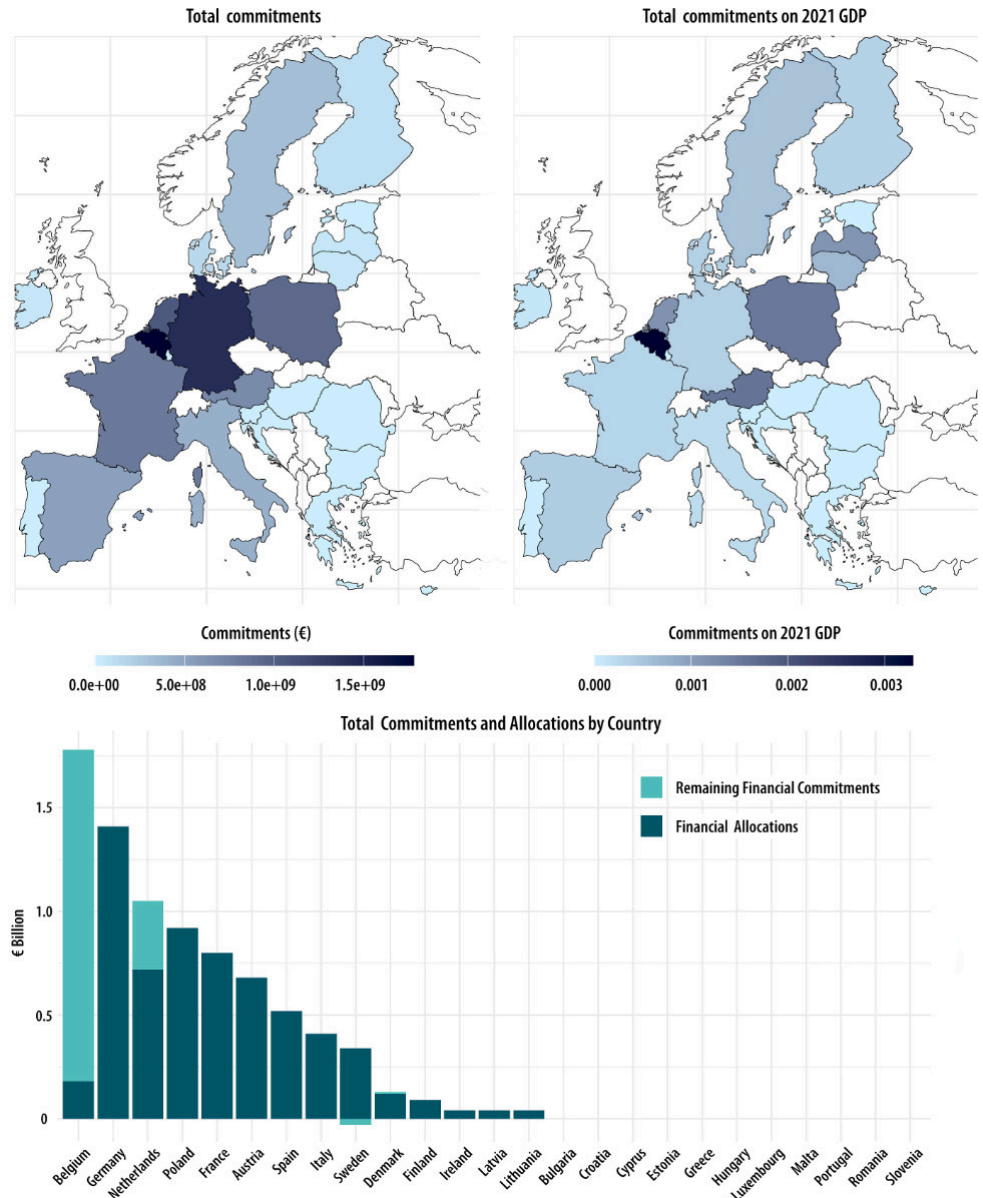 Total commitments
Total commitments on 2021 GDP
Commitments (€)
0.0e+00 5.0e+08 1.0e+09 1.5e+09
Commitments on 2021 GDP
0.000 0.001 0.002 0.003
Total Commitments and Allocations by Country
€ Billion
1.5
1.0
0.5
0
Remaining Financial Commitments
Financial Allocations
Belgium
Germany
Netherlands
Poland
France
Austria
Spain
Italy
Sweden
Denmark
Finland
Ireland
Latvia
Lithuania
Bulgaria
Croatia
Cyprus
Estonia
Greece
Hungary
Luxembourg
Malta
Portugal
Romania
Slovenia